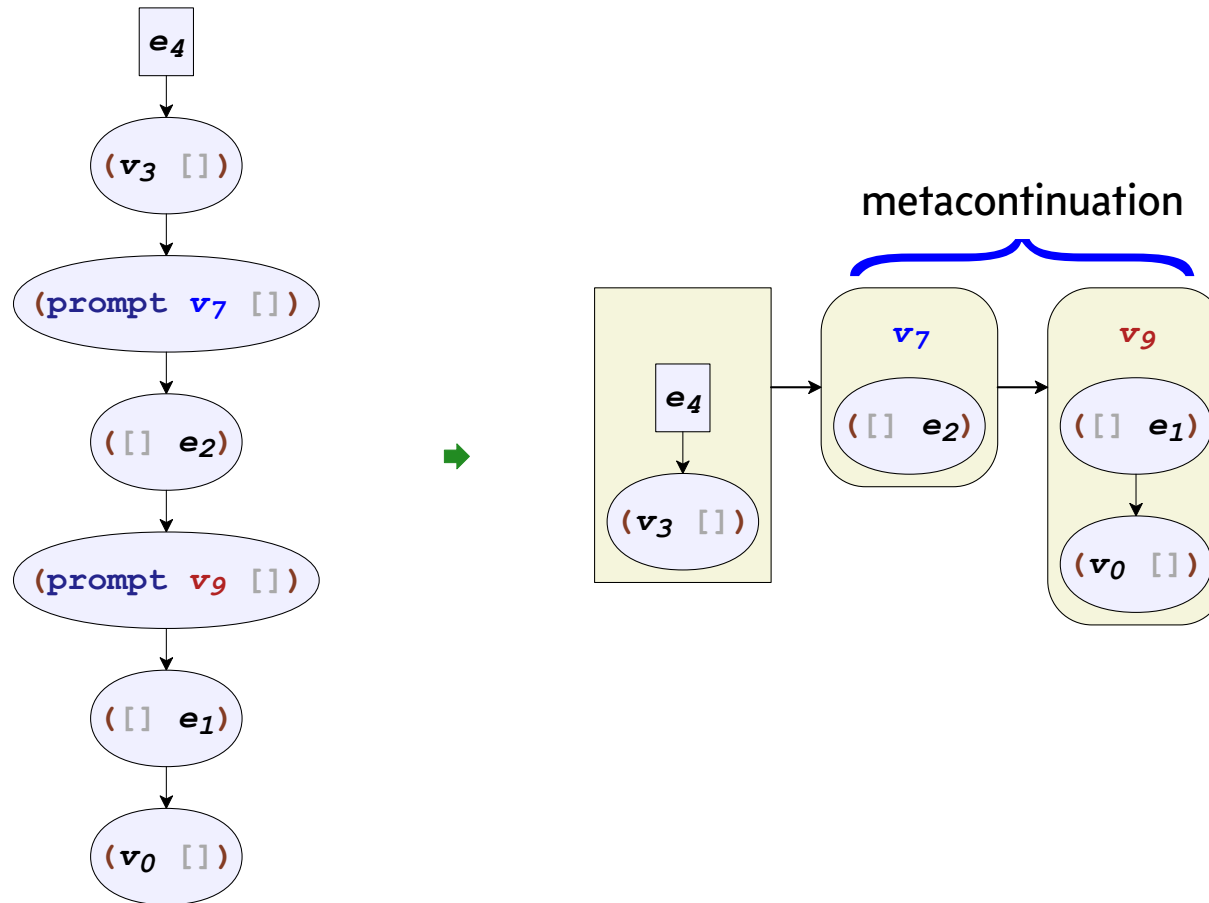 e4
(v3 [])
(prompt v7 [])
([] e2)
(prompt v9 [])
([] e1)
(v0 [])
metacontinuation
e4
(v3 [])
v7
([] e2)
v9
([] e1)
(v0 [])